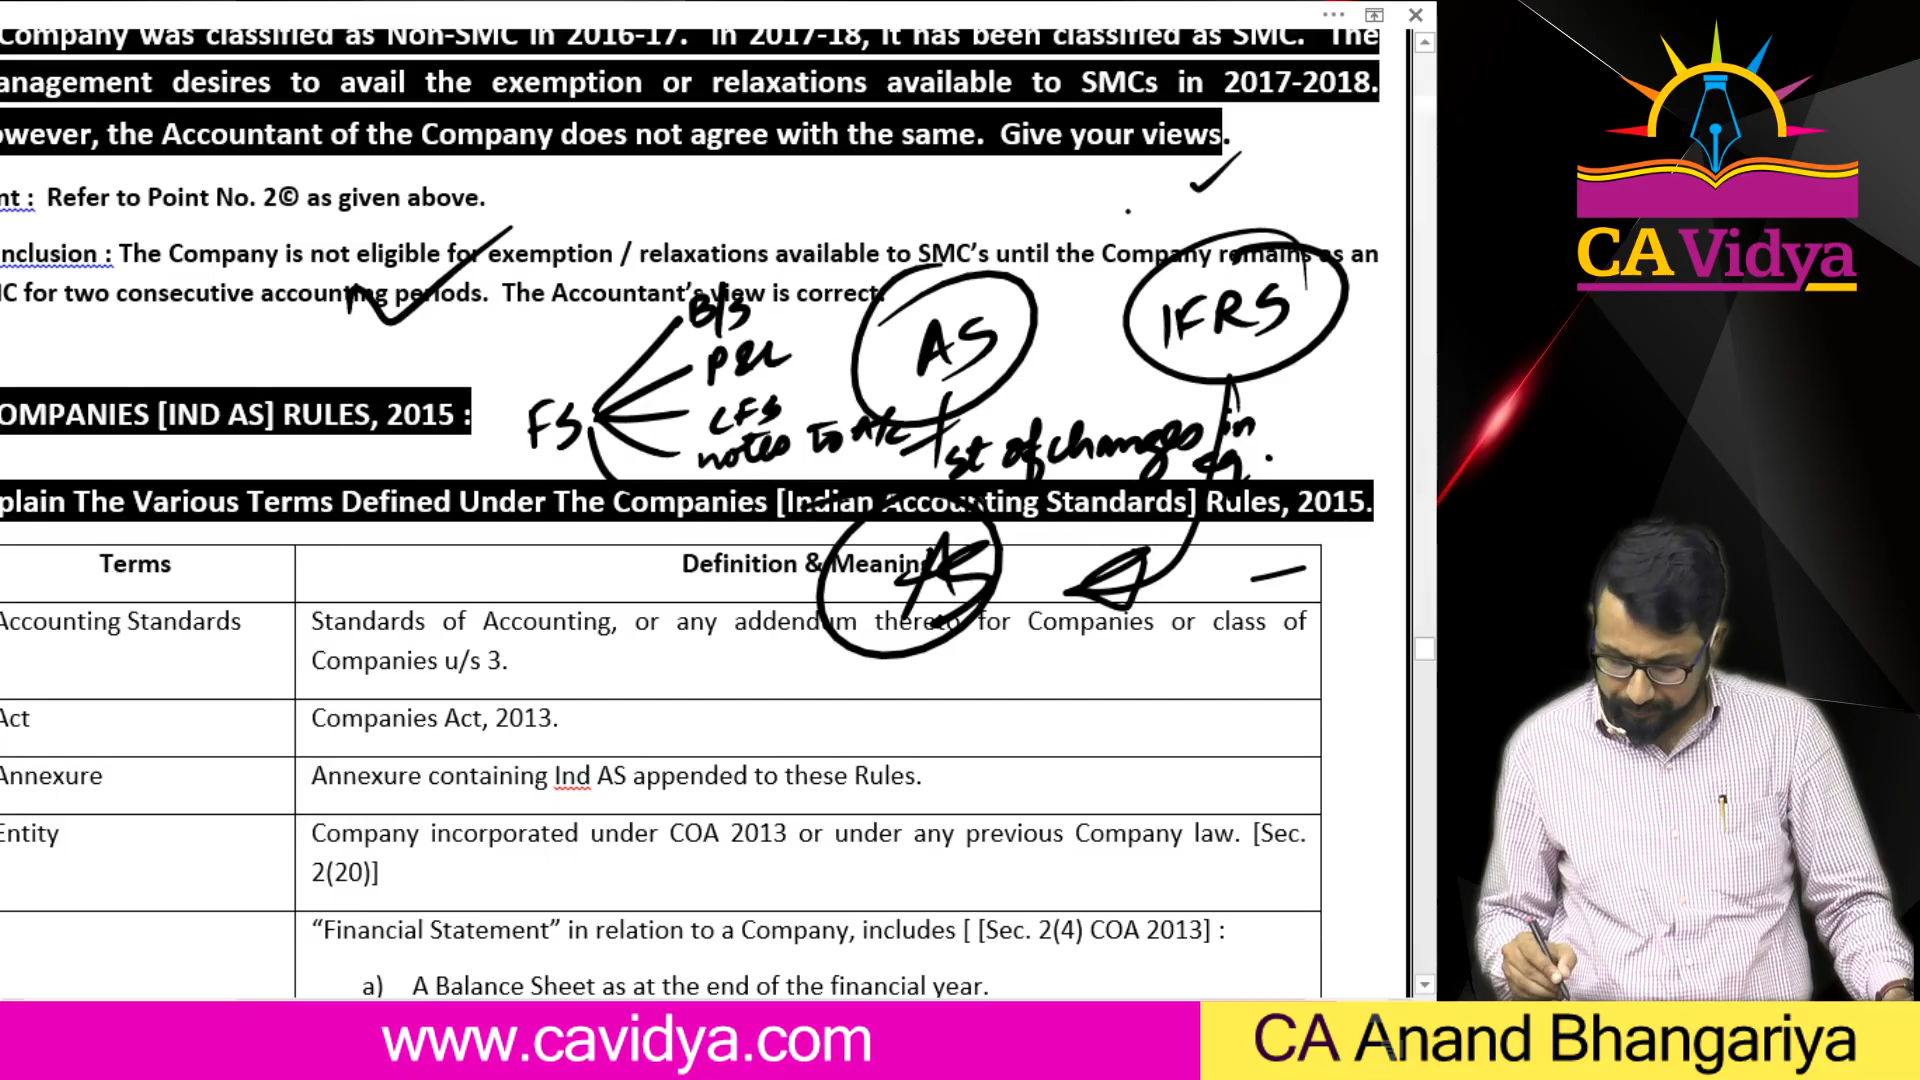 Company was classified as Non-SMC in 2016-17. In 2017-18, it has been classified as SMC. The
anagement desires to avail the exemption or relaxations available to SMCs in 2017-2018.
owever, the Accountant of the Company does not agree with the same. Give your views.
nt : Refer to Point No. 2© as given above.
nclusion : The Company is not eligible for exemption / relaxations available to SMC's until the Company remains as an
IC for two consecutive accounting periods. The Accountant's view is correct.
B/S
P&L
CFS
notes to A/c
FS
AS
IFRS
st of changes in
eq.
OMPANIES [IND AS] RULES, 2015 :
plain The Various Terms Defined Under The Companies [Indian Accounting Standards] Rules, 2015.
AS
Terms
Definition & Meaning
Accounting Standards
Standards of Accounting, or any addendum thereto for Companies or class of
Companies u/s 3.
Act
Companies Act, 2013.
Annexure
Annexure containing Ind AS appended to these Rules.
Entity
Company incorporated under COA 2013 or under any previous Company law. [Sec.
2(20)]
“Financial Statement” in relation to a Company, includes [ [Sec. 2(4) COA 2013] :
a) A Balance Sheet as at the end of the financial year.
CA Vidya
www.cavidya.com
CA Anand Bhangariya